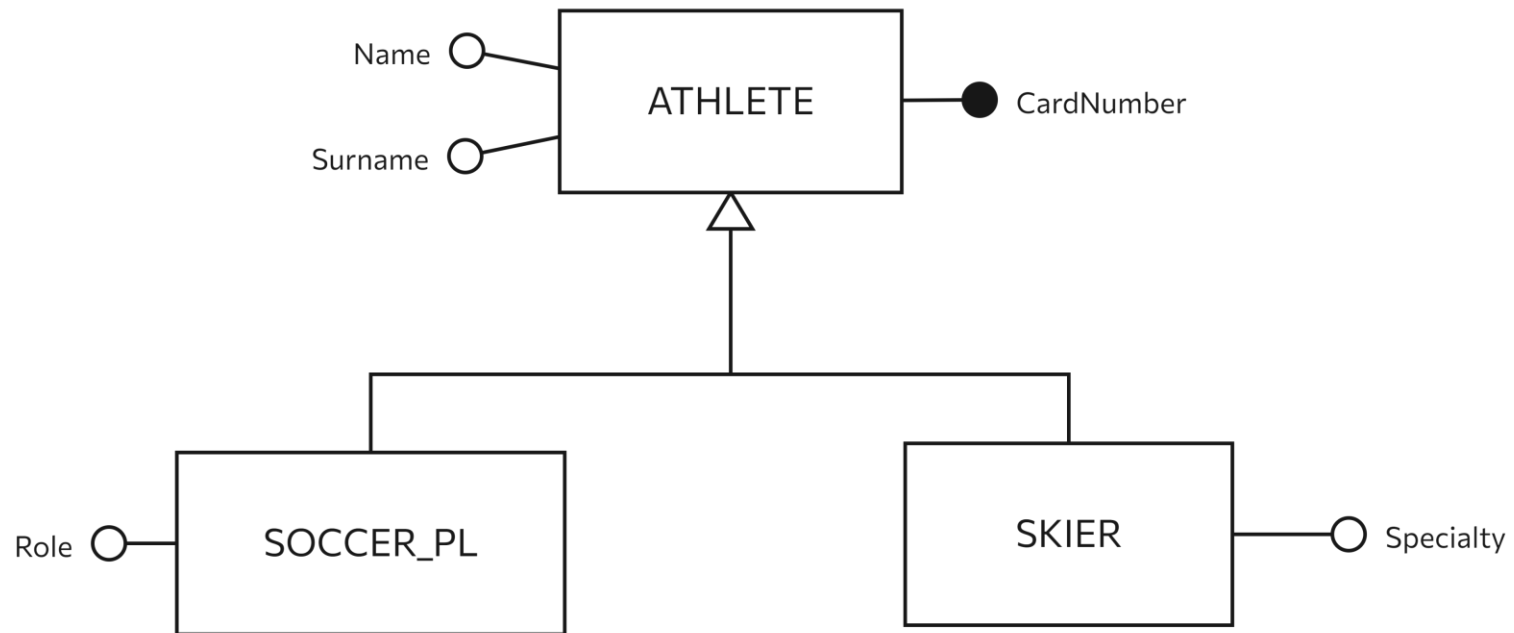 Name
ATHLETE
CardNumber
Surname
SOCCER_PL
SKIER
Role
Specialty